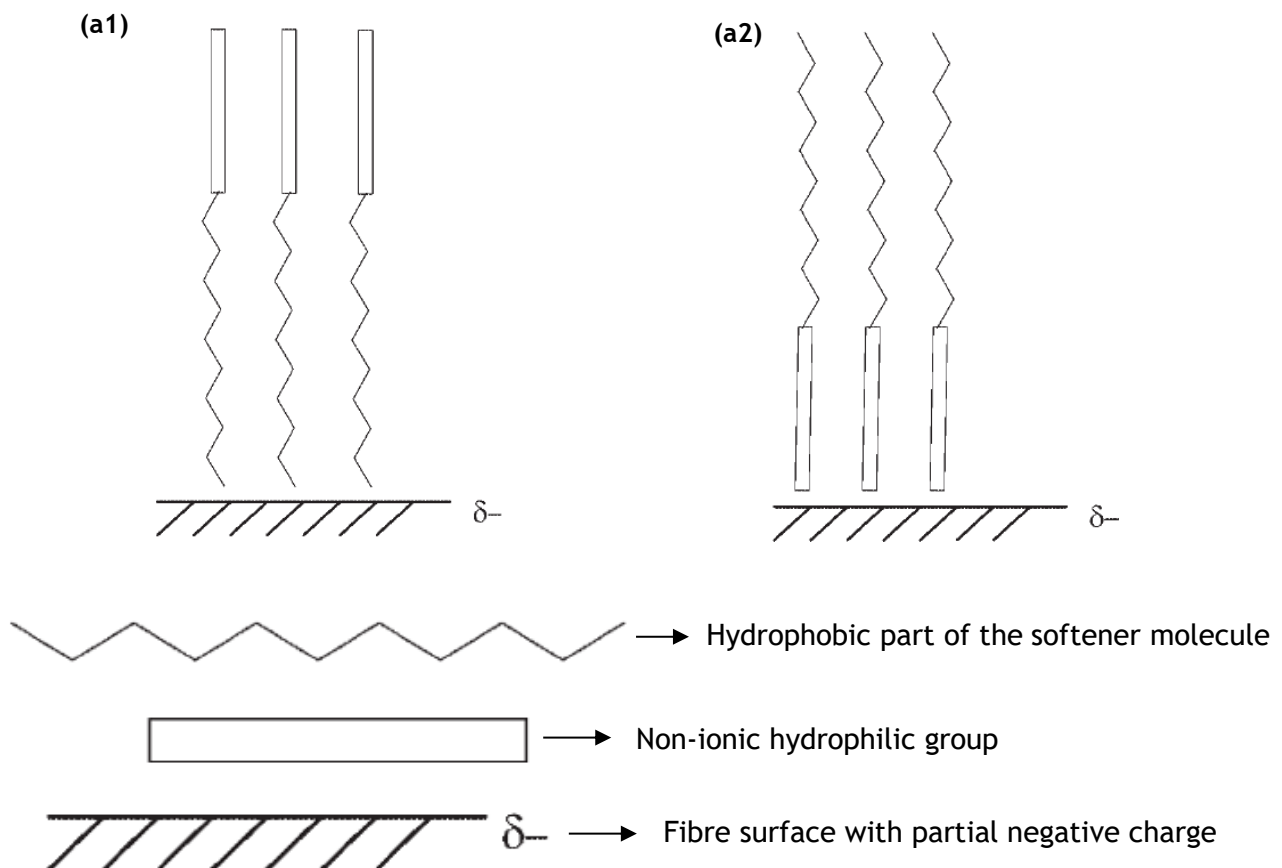 (a1)
(a2)
δ–
δ–
Hydrophobic part of the softener molecule
Non-ionic hydrophilic group
δ– Fibre surface with partial negative charge